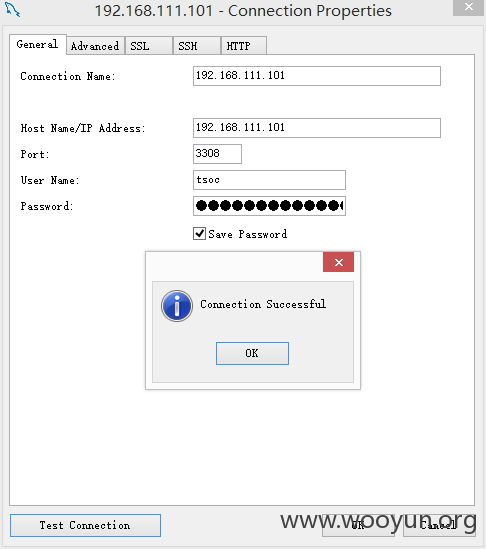 192.168.111.101 - Connection Properties
General Advanced SSL SSH HTTP
Connection Name: 192.168.111.101
Host Name/IP Address: 192.168.111.101
Port: 3308
User Name: tsoc
Password: ●●●●●●●●●●●●●
Save Password
Connection Successful
OK
Test Connection OK Cancel
www.wooyun.org